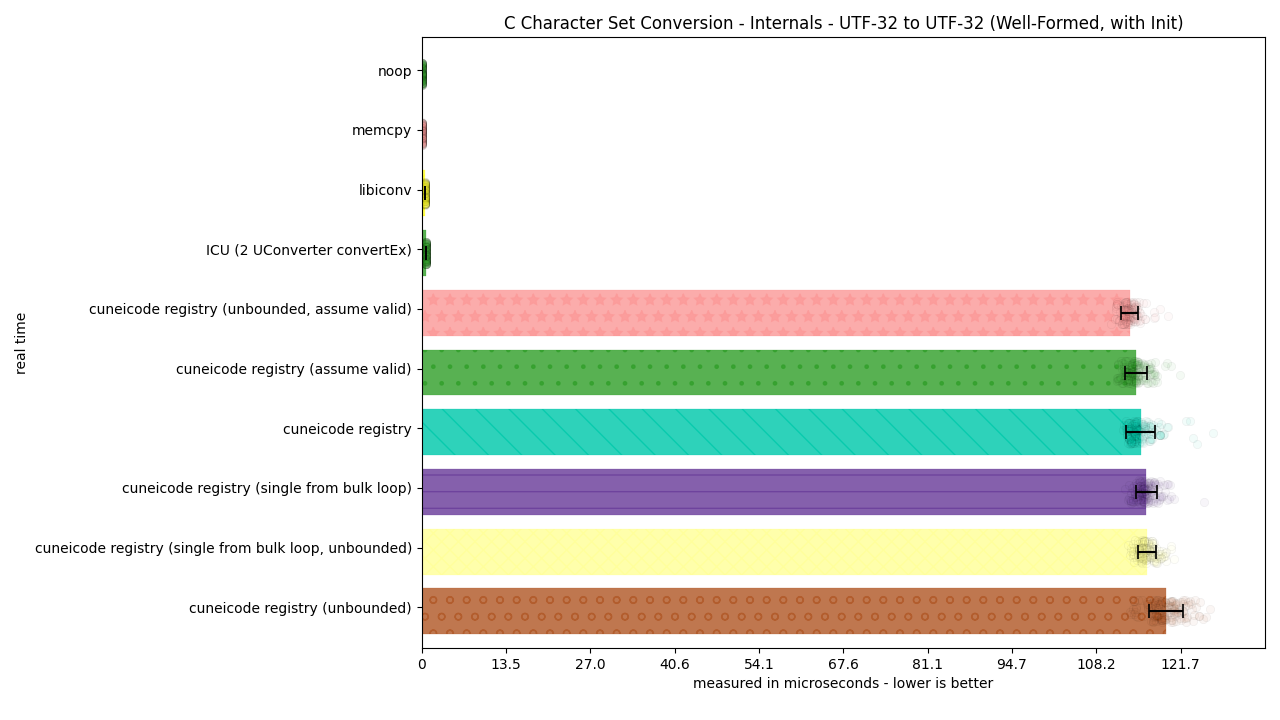 C Character Set Conversion - Internals - UTF-32 to UTF-32 (Well-Formed, with Init)
real time
noop
memcpy
libiconv
ICU (2 UConverter convertEx)
cuneicode registry (unbounded, assume valid)
cuneicode registry (assume valid)
cuneicode registry
cuneicode registry (single from bulk loop)
cuneicode registry (single from bulk loop, unbounded)
cuneicode registry (unbounded)
0 13.5 27.0 40.6 54.1 67.6 81.1 94.7 108.2 121.7
measured in microseconds - lower is better